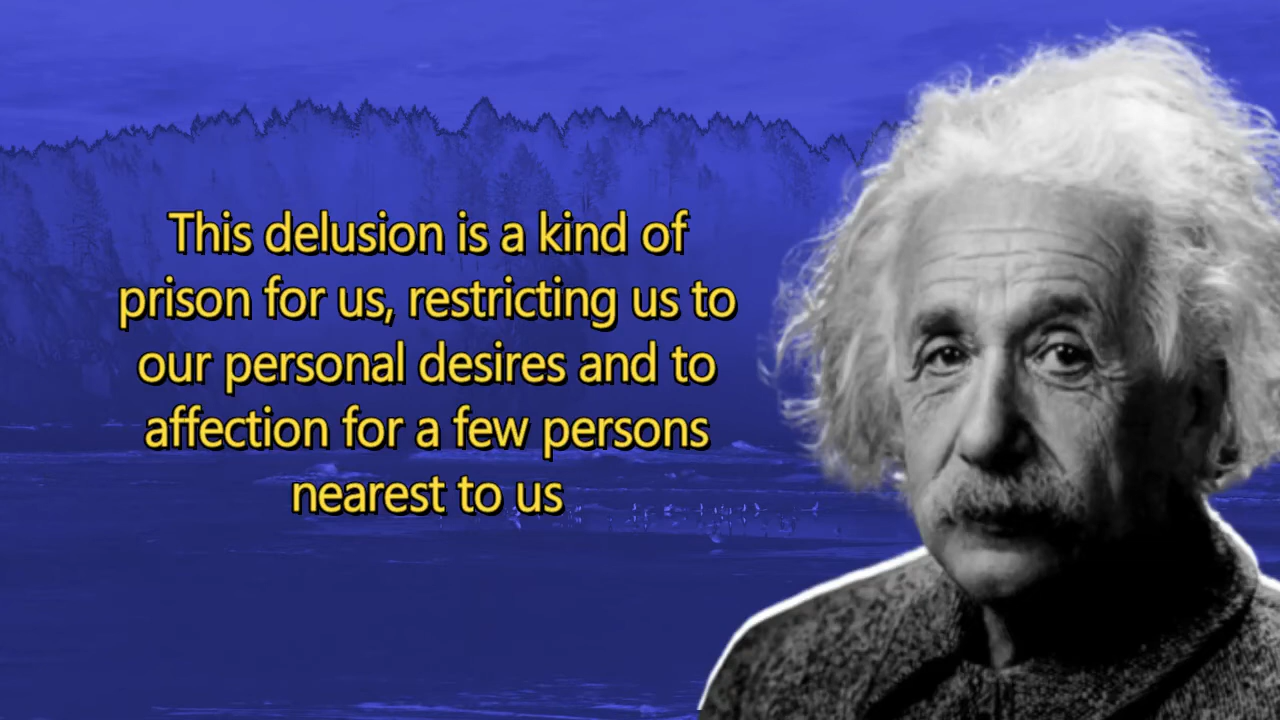 This delusion is a kind of
prison for us, restricting us to
our personal desires and to
affection for a few persons
nearest to us